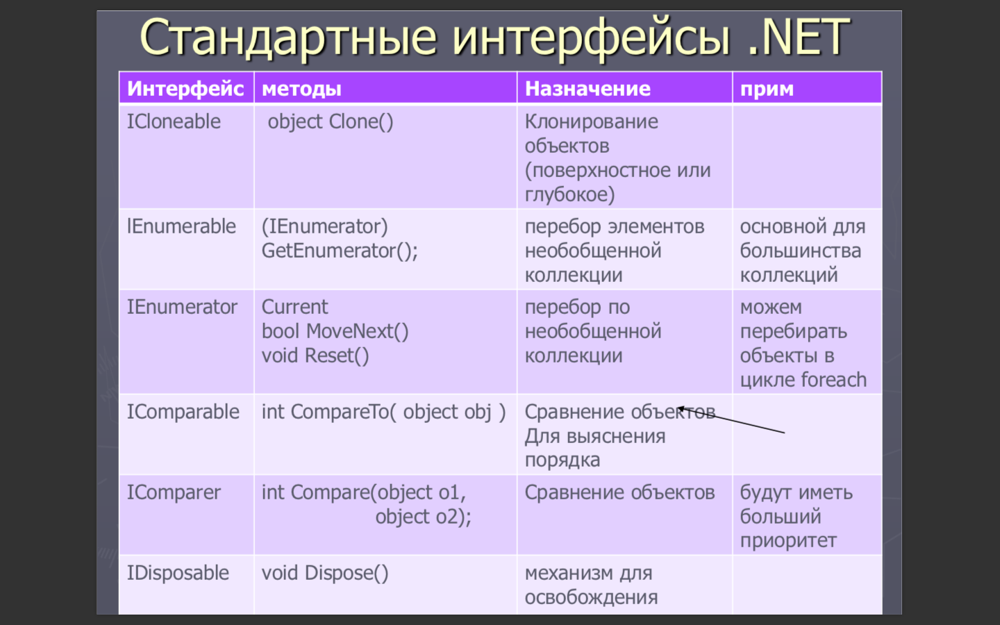 Стандартные интерфейсы .NET
Интерфейс методы Назначение прим
ICloneable object Clone() Клонирование
объектов
(поверхностное или
глубокое)
lEnumerable (IEnumerator) перебор элементов основной для
GetEnumerator(); необобщенной большинства
коллекции коллекций
IEnumerator Current перебор по можем
bool MoveNext() необобщенной перебирать
void Reset() коллекции объекты в
цикле foreach
IComparable int CompareTo( object obj ) Сравнение объектов
Для выяснения
порядка
IComparer int Compare(object o1, Сравнение объектов будут иметь
object o2); больший
приоритет
IDisposable void Dispose() механизм для
освобождения